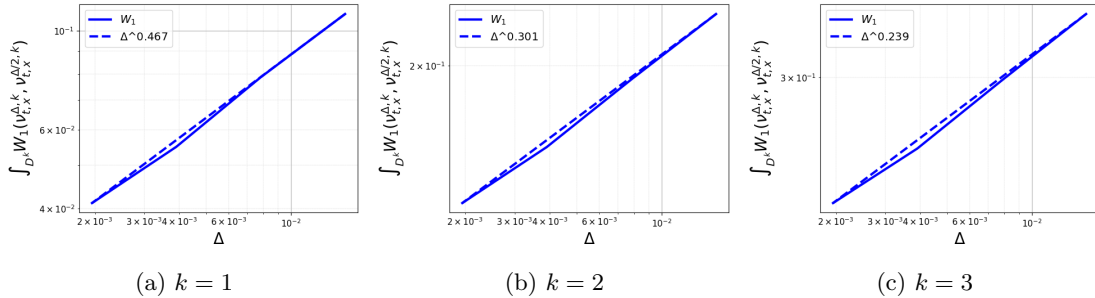 10⁻¹
6 × 10⁻²
4 × 10⁻²
∫_{D^k} W₁(ν_{t,x}^{Δ,k}, ν_{t,x}^{Δ/2,k})
W₁
Δ^0.467
2 × 10⁻³ 3 × 10⁻³ 4 × 10⁻³ 6 × 10⁻³ 10⁻²
Δ
(a) k = 1
2 × 10⁻¹
∫_{D^k} W₁(ν_{t,x}^{Δ,k}, ν_{t,x}^{Δ/2,k})
W₁
Δ^0.301
2 × 10⁻³ 3 × 10⁻³ 4 × 10⁻³ 6 × 10⁻³ 10⁻²
Δ
(b) k = 2
3 × 10⁻¹
∫_{D^k} W₁(ν_{t,x}^{Δ,k}, ν_{t,x}^{Δ/2,k})
W₁
Δ^0.239
2 × 10⁻³ 3 × 10⁻³ 4 × 10⁻³ 6 × 10⁻³ 10⁻²
Δ
(c) k = 3